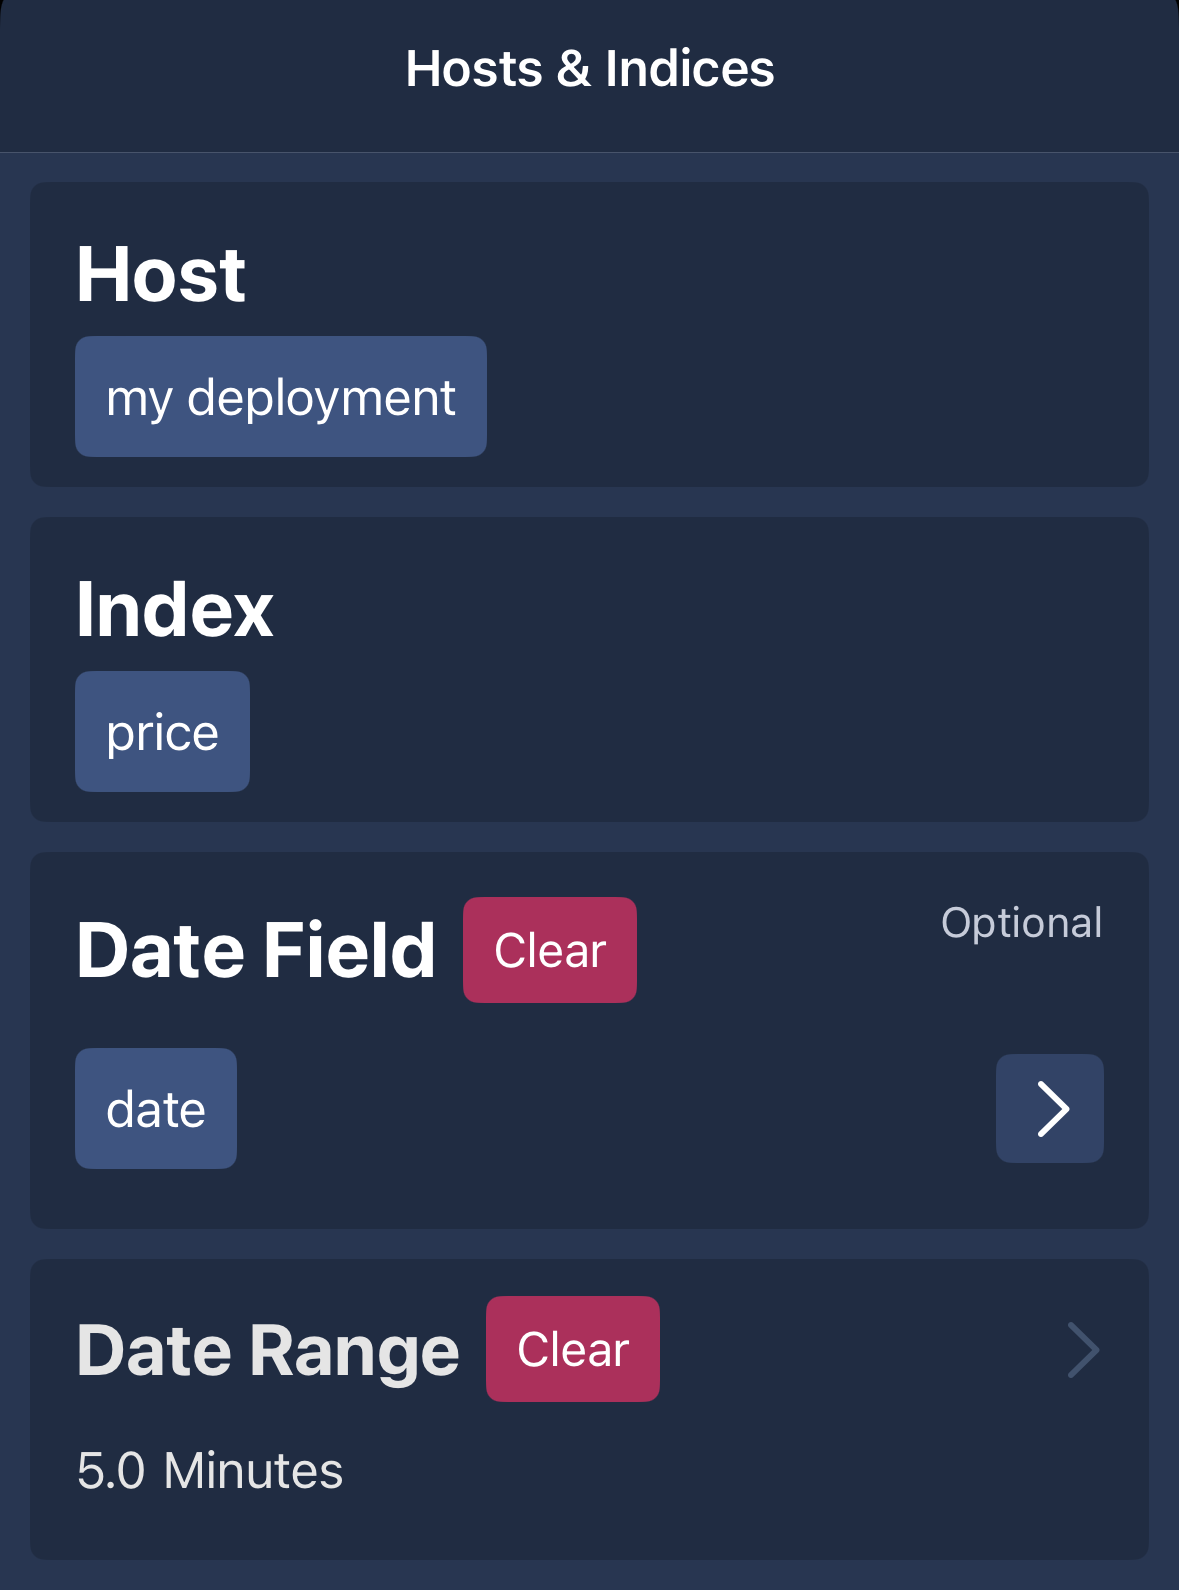 Hosts & Indices
Host
my deployment
Index
price
Date Field
Clear
Optional
date
Date Range
Clear
5.0 Minutes